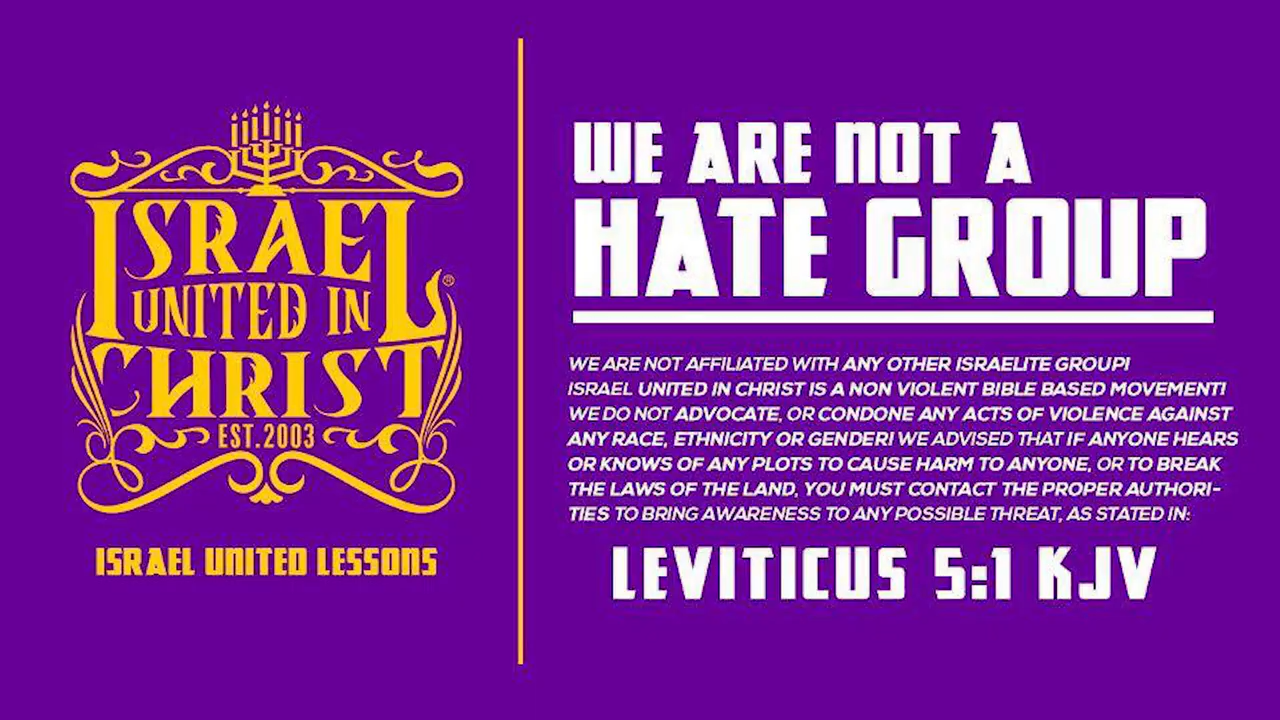 ISRAEL
UNITED IN
CHRIST
EST.2003
®
ISRAEL UNITED LESSONS
WE ARE NOT A
HATE GROUP
WE ARE NOT AFFILIATED WITH ANY OTHER ISRAELITE GROUP!
ISRAEL UNITED IN CHRIST IS A NON VIOLENT BIBLE BASED MOVEMENT!
WE DO NOT ADVOCATE, OR CONDONE ANY ACTS OF VIOLENCE AGAINST
ANY RACE, ETHNICITY OR GENDER! WE ADVISED THAT IF ANYONE HEARS
OR KNOWS OF ANY PLOTS TO CAUSE HARM TO ANYONE, OR TO BREAK
THE LAWS OF THE LAND, YOU MUST CONTACT THE PROPER AUTHORI-
TIES TO BRING AWARENESS TO ANY POSSIBLE THREAT, AS STATED IN:
LEVITICUS 5:1 KJV